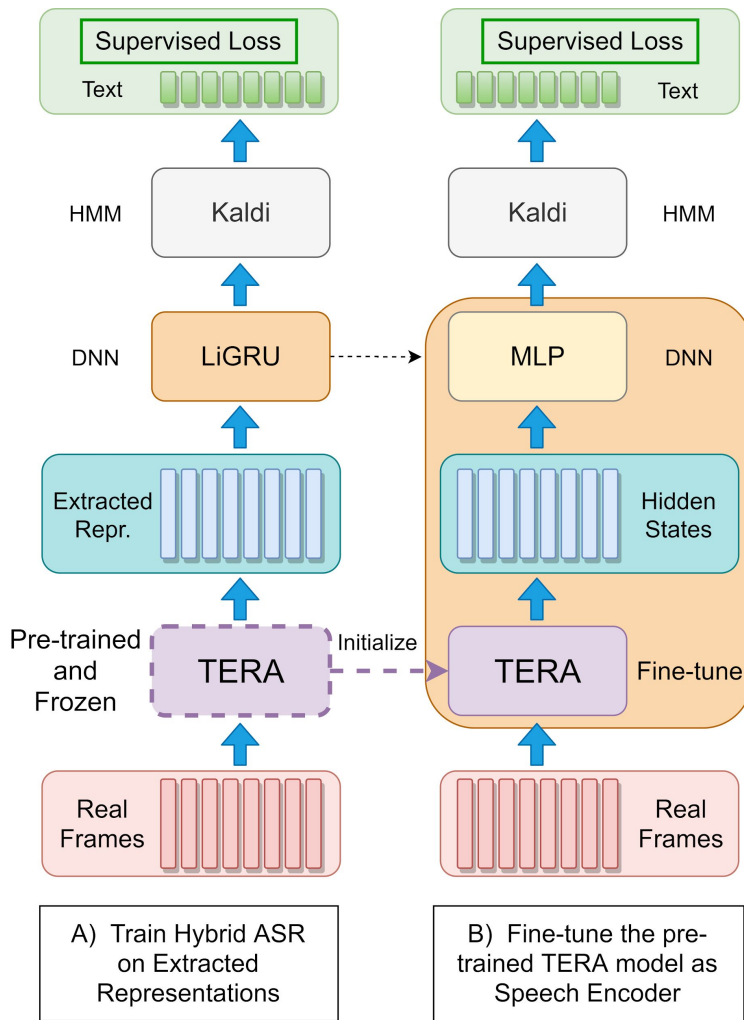 Supervised Loss
Text
HMM
Kaldi
DNN
LiGRU
Extracted
Repr.
Pre-trained
and
Frozen
TERA
Initialize
Real
Frames
A) Train Hybrid ASR
on Extracted
Representations
Supervised Loss
Text
Kaldi
HMM
MLP
DNN
Hidden
States
TERA
Fine-tune
Real
Frames
B) Fine-tune the pre-
trained TERA model as
Speech Encoder